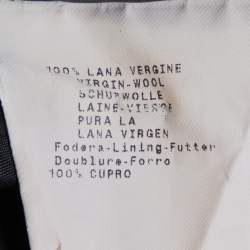 100% LANA VERGINE
VIRGIN-WOOL
SCHURWOLLE
LAINE-VIERGE
PURA LA
LANA VIRGEN
Fodera-Lining-Futter
Doublure-Forro
100% CUPRO